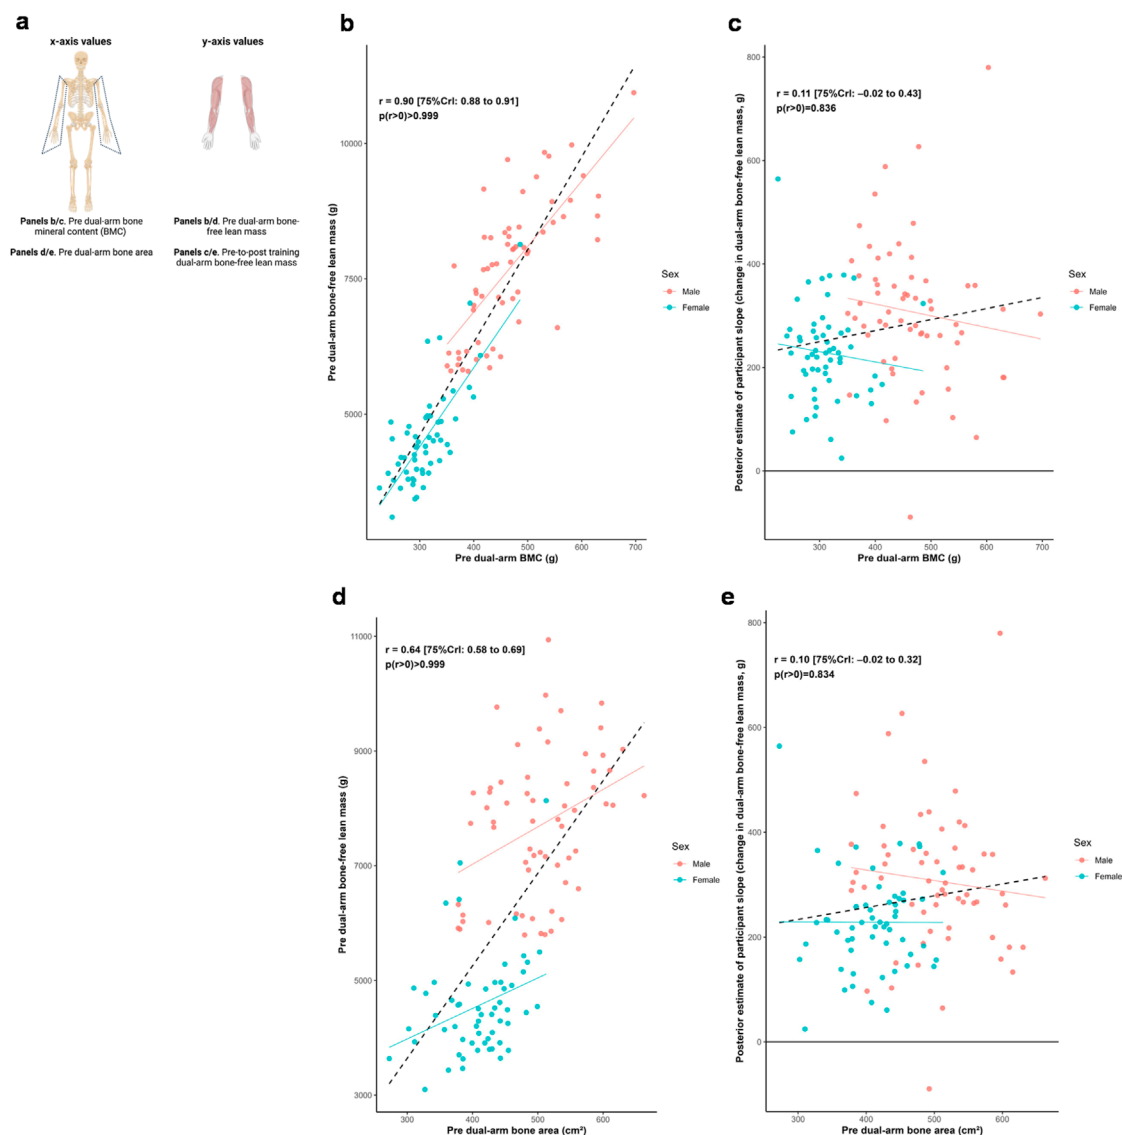 a
x-axis values
y-axis values
Panels b/c. Pre dual-arm bone
mineral content (BMC)
Panels d/e. Pre dual-arm bone area
Panels b/d. Pre dual-arm bone-
free lean mass
Panels c/e. Pre-to-post training
dual-arm bone-free lean mass
b
r = 0.90 [75%CrI: 0.88 to 0.91]
p(r>0)>0.999
Pre dual-arm bone-free lean mass (g)
10000
7500
5000
300
400
500
600
700
Pre dual-arm BMC (g)
Sex
Male
Female
c
r = 0.11 [75%CrI: –0.02 to 0.43]
p(r>0)=0.836
Posterior estimate of participant slope (change in dual-arm bone-free lean mass, g)
800
600
400
200
0
300
400
500
600
700
Pre dual-arm BMC (g)
Sex
Male
Female
d
r = 0.64 [75%CrI: 0.58 to 0.69]
p(r>0)>0.999
Pre dual-arm bone-free lean mass (g)
11000
9000
7000
5000
3000
300
400
500
600
Pre dual-arm bone area (cm²)
Sex
Male
Female
e
r = 0.10 [75%CrI: –0.02 to 0.32]
p(r>0)=0.834
Posterior estimate of participant slope (change in dual-arm bone-free lean mass, g)
800
600
400
200
0
300
400
500
600
Pre dual-arm bone area (cm²)
Sex
Male
Female